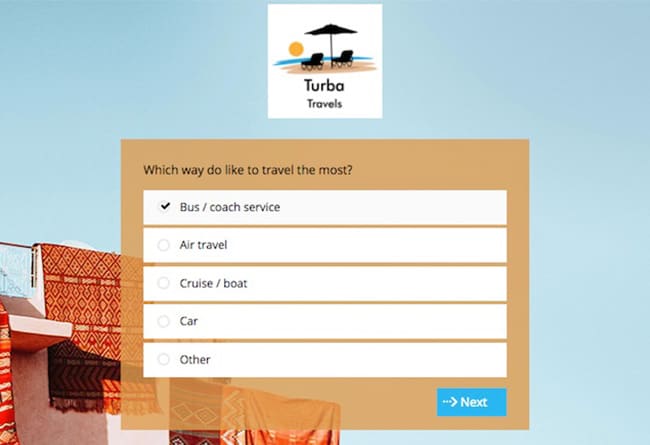 Turba
Travels
Which way do like to travel the most?
Bus / coach service
Air travel
Cruise / boat
Car
Other
Next